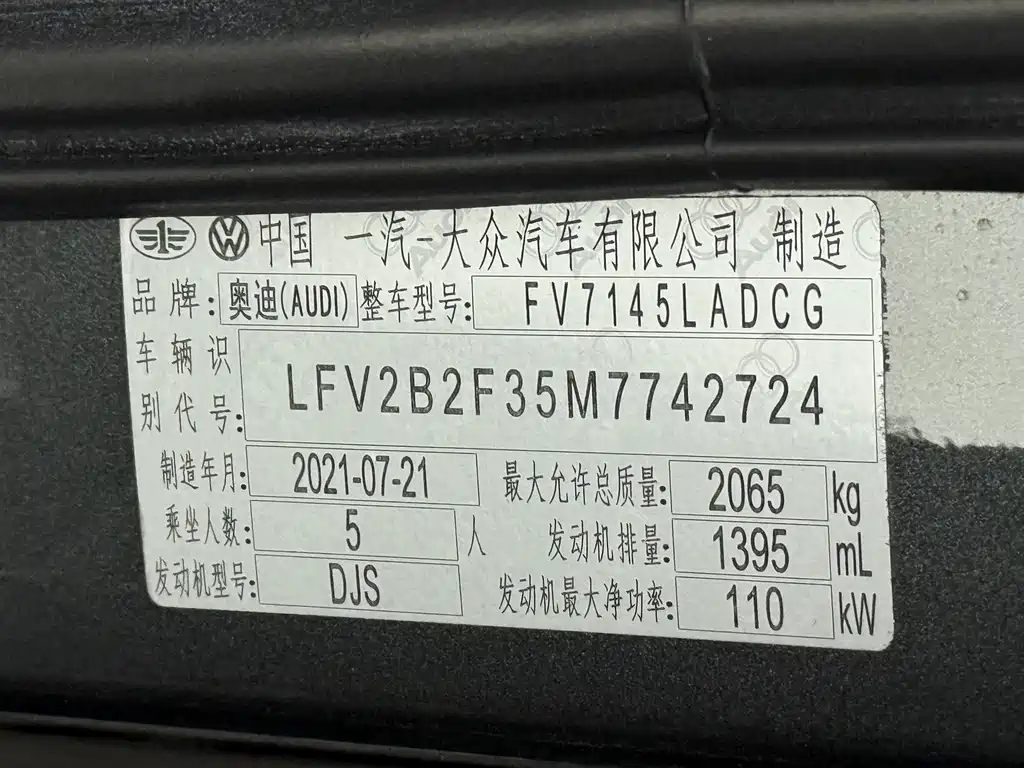 中国 一汽-大众汽车有限公司 制造
品牌: 奥迪(AUDI) 整车型号: FV7145LADCG
车辆识别代号: LFV2B2F35M7742724
制造年月: 2021-07-21 最大允许总质量: 2065 kg
乘坐人数: 5 人 发动机排量: 1395 mL
发动机型号: DJS 发动机最大净功率: 110 kW